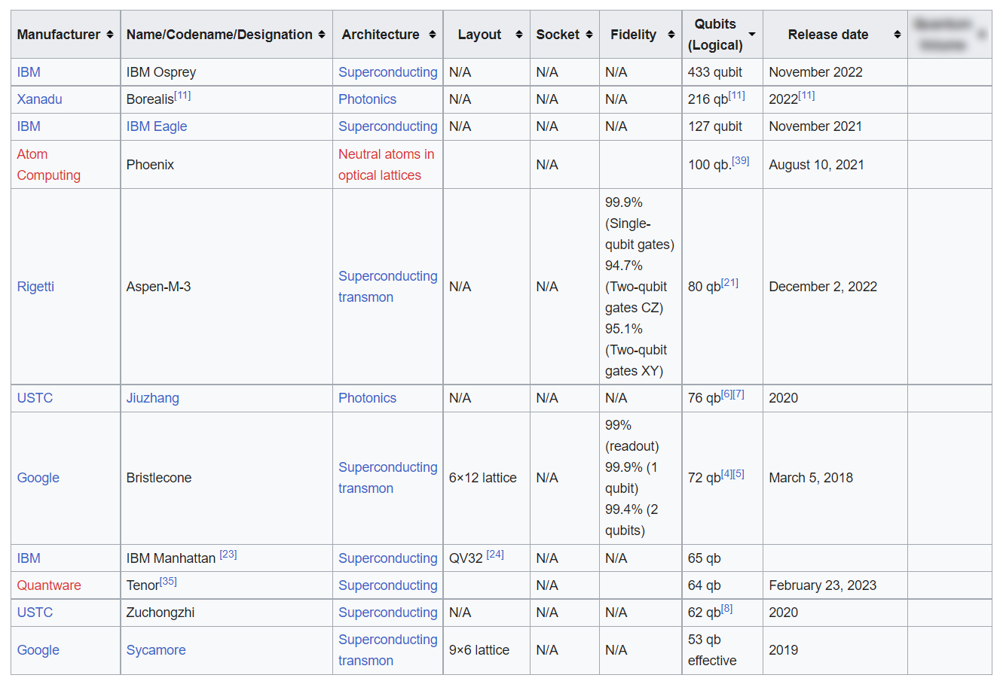 Manufacturer Name/Codename/Designation Architecture Layout Socket Fidelity Qubits (Logical) Release date
IBM IBM Osprey Superconducting N/A N/A N/A 433 qubit November 2022
Xanadu Borealis[11] Photonics N/A N/A N/A 216 qb[11] 2022[11]
IBM IBM Eagle Superconducting N/A N/A N/A 127 qubit November 2021
Atom Computing Phoenix Neutral atoms in optical lattices N/A 100 qb.[39] August 10, 2021
Rigetti Aspen-M-3 Superconducting transmon N/A N/A 99.9% (Single-qubit gates) 94.7% (Two-qubit gates CZ) 95.1% (Two-qubit gates XY) 80 qb[21] December 2, 2022
USTC Jiuzhang Photonics N/A N/A N/A 76 qb[6][7] 2020
Google Bristlecone Superconducting transmon 6×12 lattice N/A 99% (readout) 99.9% (1 qubit) 99.4% (2 qubits) 72 qb[4][5] March 5, 2018
IBM IBM Manhattan [23] Superconducting QV32 [24] N/A N/A 65 qb
Quantware Tenor[35] Superconducting N/A 64 qb February 23, 2023
USTC Zuchongzhi Superconducting N/A N/A N/A 62 qb[8] 2020
Google Sycamore Superconducting transmon 9×6 lattice N/A N/A 53 qb effective 2019